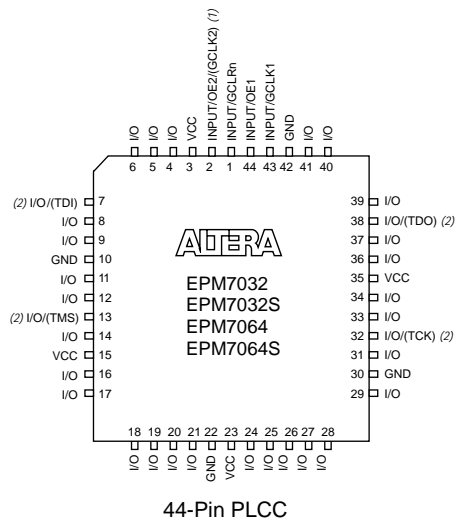 I/O
I/O
I/O
VCC
INPUT/OE2/(GCLK2) (1)
INPUT/GCLRn
INPUT/OE1
INPUT/GCLK1
GND
I/O
I/O
6 5 4 3 2 1 44 43 42 41 40
(2) I/O/(TDI) 7
I/O 8
I/O 9
GND 10
I/O 11
I/O 12
(2) I/O/(TMS) 13
I/O 14
VCC 15
I/O 16
I/O 17
ALTERA
EPM7032
EPM7032S
EPM7064
EPM7064S
39 I/O
38 I/O/(TDO) (2)
37 I/O
36 I/O
35 VCC
34 I/O
33 I/O
32 I/O/(TCK) (2)
31 I/O
30 GND
29 I/O
18 19 20 21 22 23 24 25 26 27 28
I/O
I/O
I/O
I/O
GND
VCC
I/O
I/O
I/O
I/O
I/O
44-Pin PLCC